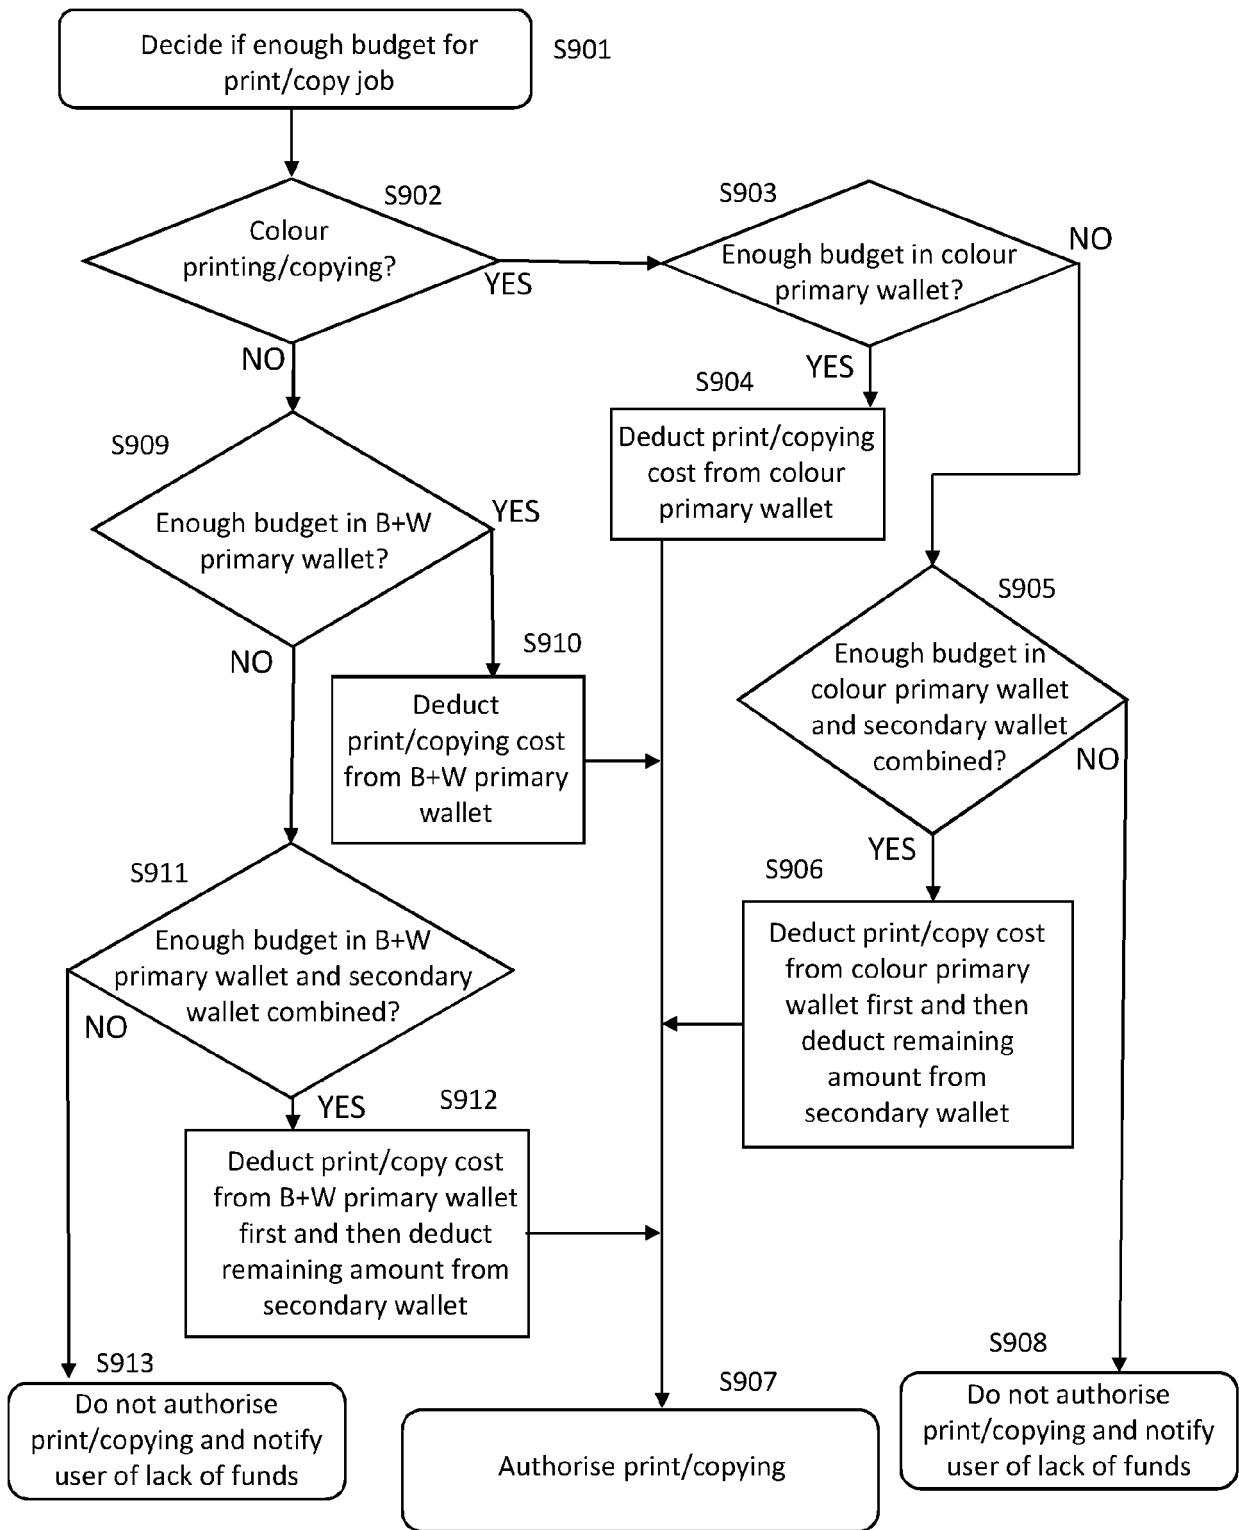 Decide if enough budget for
print/copy job
S901
S902
Colour
printing/copying?
YES
NO
S903
Enough budget in colour
primary wallet?
NO
YES
S904
Deduct print/copying
cost from colour
primary wallet
S909
Enough budget in B+W
primary wallet?
YES
NO
S910
Deduct
print/copying cost
from B+W primary
wallet
S905
Enough budget in
colour primary wallet
and secondary wallet
combined?
NO
YES
S906
Deduct print/copy cost
from colour primary
wallet first and then
deduct remaining
amount from
secondary wallet
S911
Enough budget in B+W
primary wallet and secondary
wallet combined?
NO
YES
S912
Deduct print/copy cost
from B+W primary wallet
first and then deduct
remaining amount from
secondary wallet
S913
Do not authorise
print/copying and notify
user of lack of funds
S907
Authorise print/copying
S908
Do not authorise
print/copying and notify
user of lack of funds